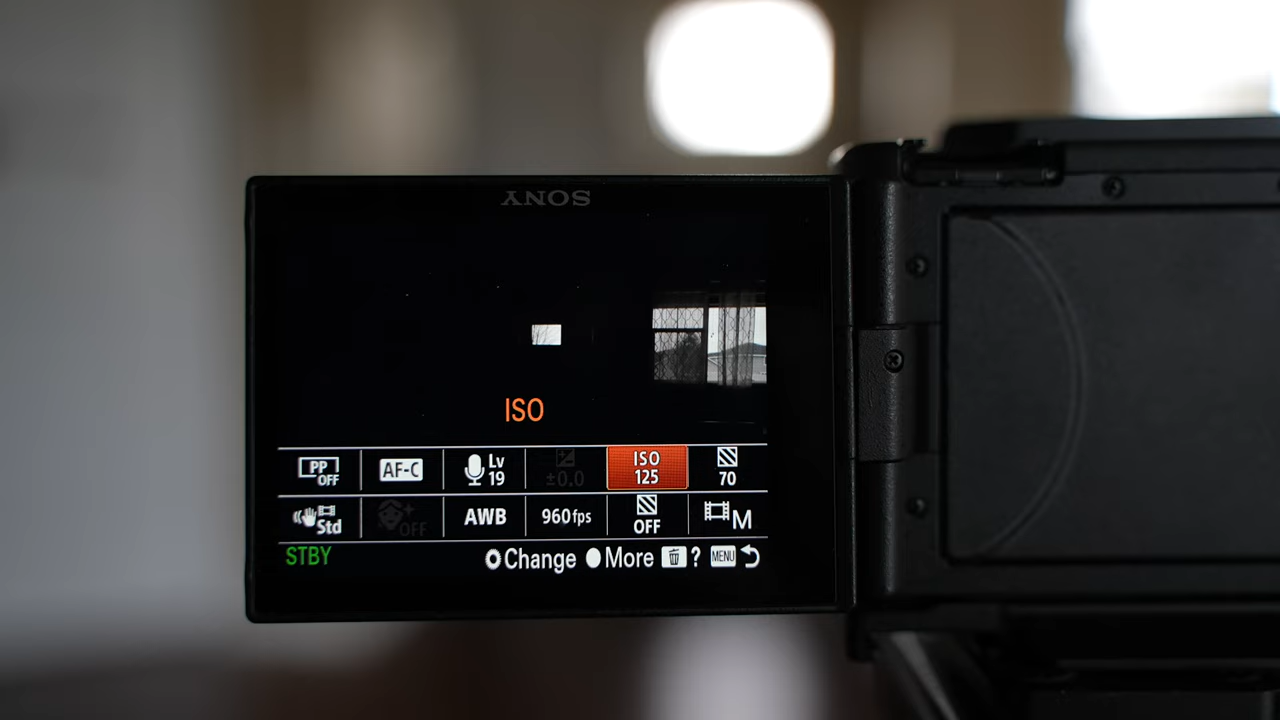 SONY
ISO
PP OFF
AF-C
Lv 19
±0.0
ISO 125
70
Std
OFF
AWB
960fps
OFF
M
STBY
Change More ? MENU